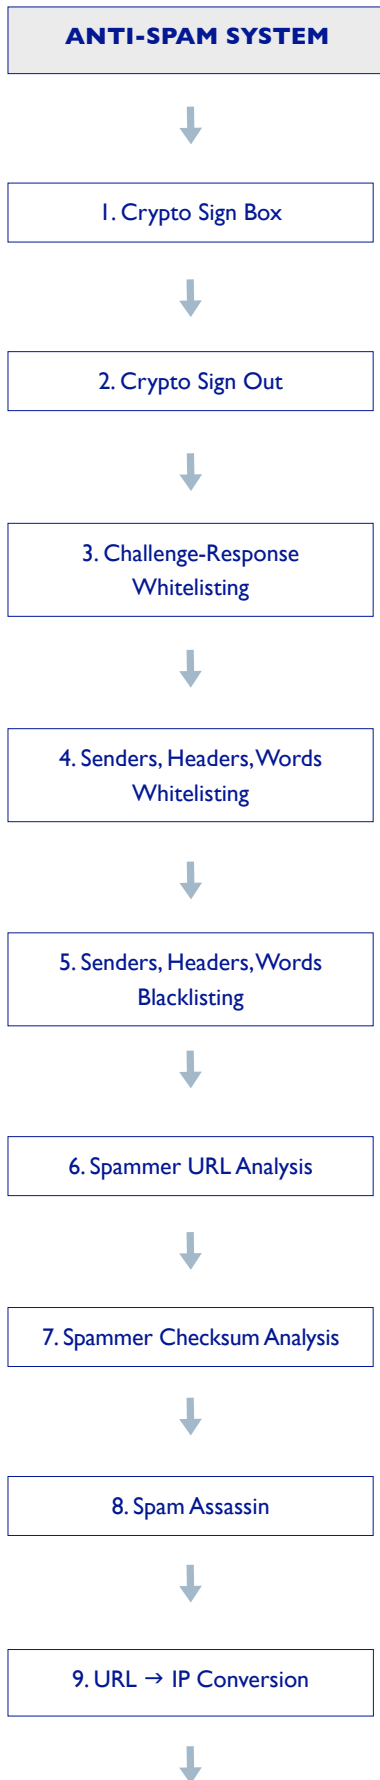 ANTI-SPAM SYSTEM
1. Crypto Sign Box
2. Crypto Sign Out
3. Challenge-Response
Whitelisting
4. Senders, Headers, Words
Whitelisting
5. Senders, Headers, Words
Blacklisting
6. Spammer URL Analysis
7. Spammer Checksum Analysis
8. Spam Assassin
9. URL → IP Conversion